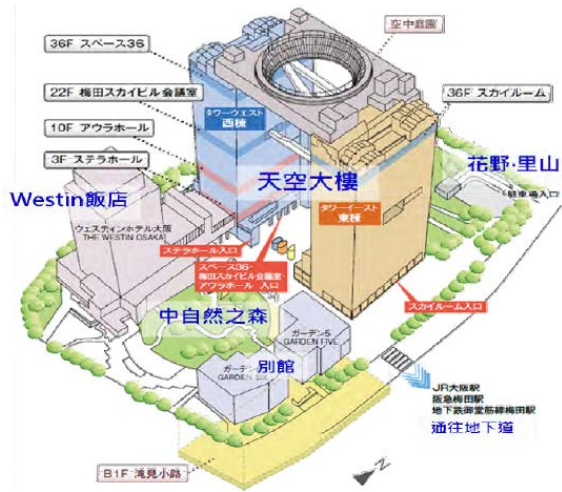 36F スペース36
空中庭園
22F 梅田スカイビル会議室
36F スカイルーム
10F アウラホール
タワーウエスト
西棟
3F ステラホール
天空大樓
花野·里山
駐車場入口
Westin飯店
タワーイースト
東棟
ウェスティンホテル大阪
THE WESTIN OSAKA
ステラホール入口
スペース36・
梅田スカイビル会議室・
アウラホール 入口
スカイルーム入口
中自然之森
ガーデン5
GARDEN FIVE
別館
ガーデン
GARDEN SIX
JR大阪駅
阪急梅田駅
地下鉄御堂筋線梅田駅
通往地下道
B1F 滝見小路
N